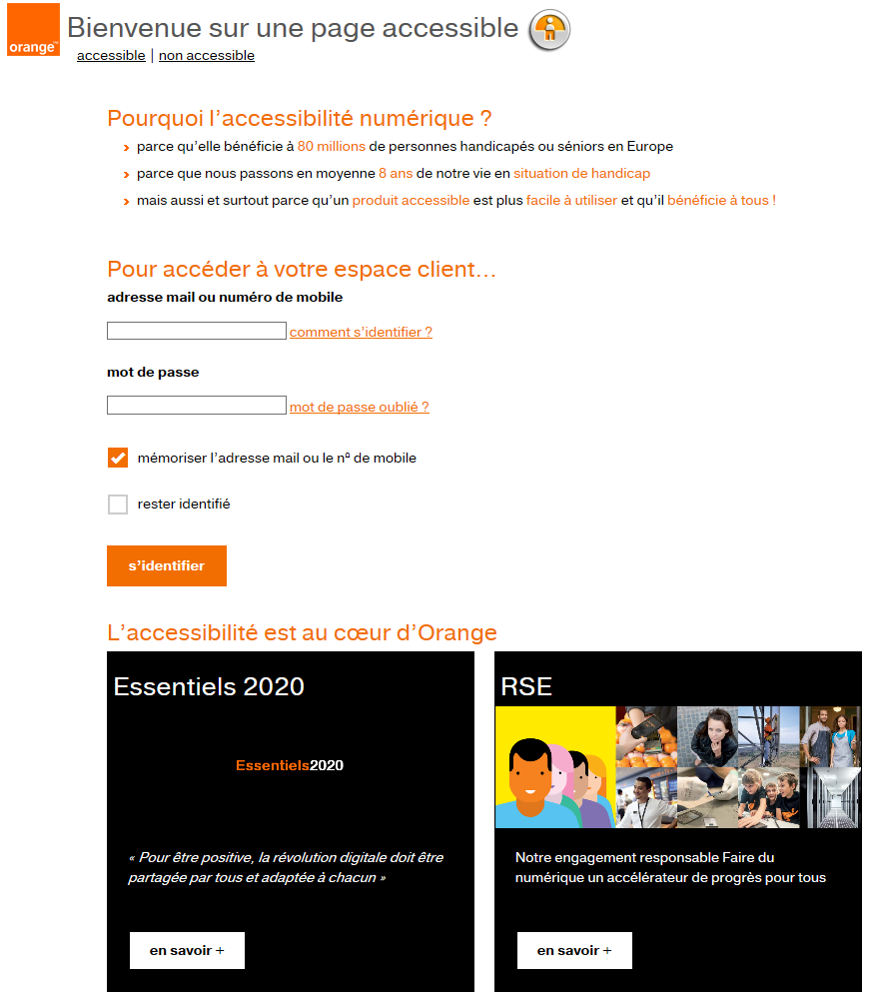 orange™
Bienvenue sur une page accessible
accessible | non accessible
Pourquoi l’accessibilité numérique ?
parce qu’elle bénéficie à 80 millions de personnes handicapés ou séniors en Europe
parce que nous passons en moyenne 8 ans de notre vie en situation de handicap
mais aussi et surtout parce qu’un produit accessible est plus facile à utiliser et qu’il bénéficie à tous !
Pour accéder à votre espace client…
adresse mail ou numéro de mobile
comment s’identifier ?
mot de passe
mot de passe oublié ?
mémoriser l’adresse mail ou le nº de mobile
rester identifié
s’identifier
L’accessibilité est au cœur d’Orange
Essentiels 2020
Essentiels2020
« Pour être positive, la révolution digitale doit être
partagée par tous et adaptée à chacun »
en savoir +
RSE
Notre engagement responsable Faire du
numérique un accélérateur de progrès pour tous
en savoir +